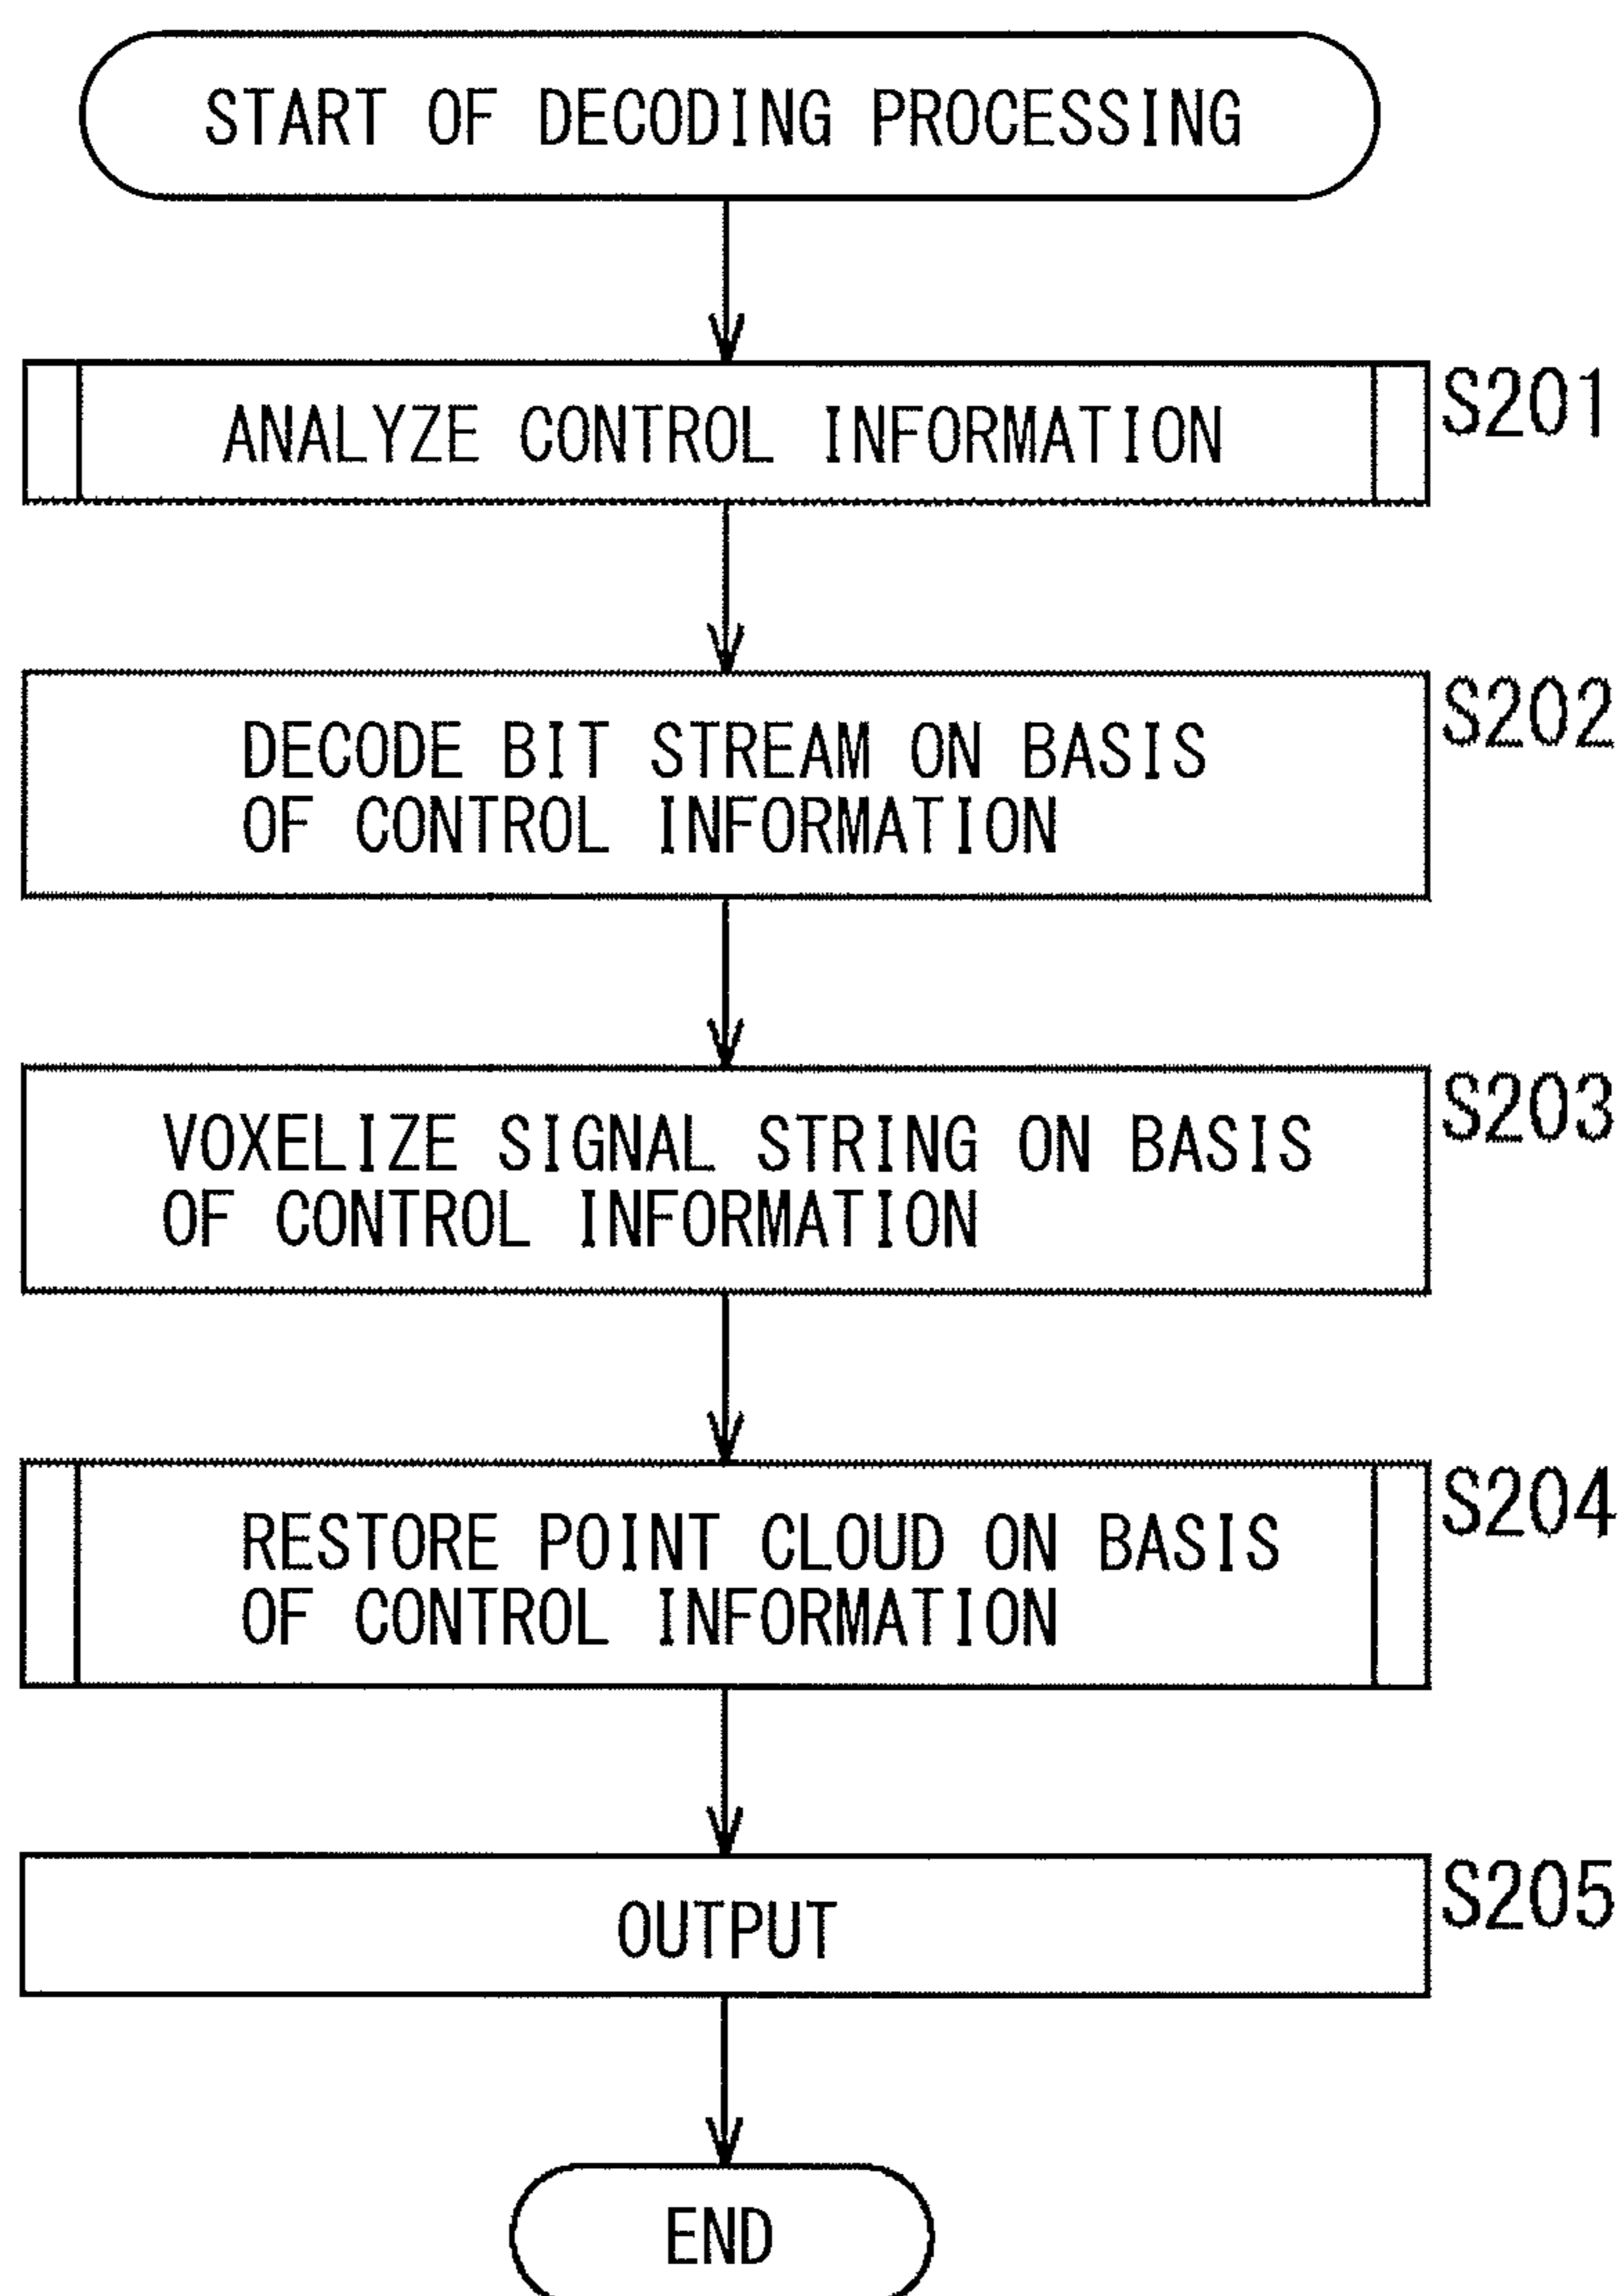 START OF DECODING PROCESSING
ANALYZE CONTROL INFORMATION
S201
DECODE BIT STREAM ON BASIS
OF CONTROL INFORMATION
S202
VOXELIZE SIGNAL STRING ON BASIS
OF CONTROL INFORMATION
S203
RESTORE POINT CLOUD ON BASIS
OF CONTROL INFORMATION
S204
OUTPUT
S205
END